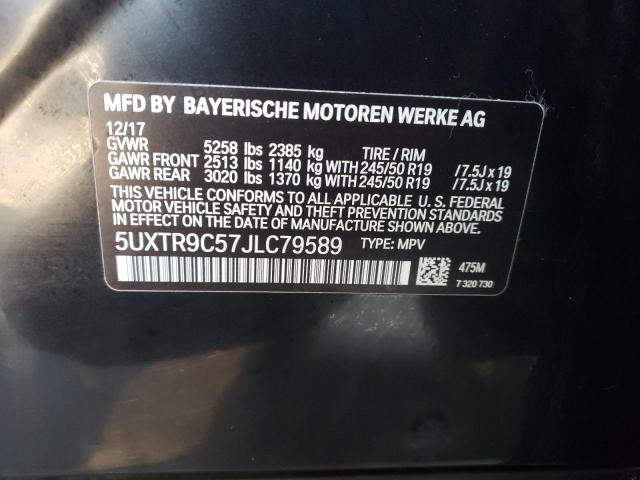 MFD BY BAYERISCHE MOTOREN WERKE AG
12/17
GVWR 5258 lbs 2385 kg TIRE / RIM
GAWR FRONT 2513 lbs 1140 kg WITH 245/50 R19 / 7.5J x 19
GAWR REAR 3020 lbs 1370 kg WITH 245/50 R19 / 7.5J x 19
THIS VEHICLE CONFORMS TO ALL APPLICABLE U. S. FEDERAL
MOTOR VEHICLE SAFETY AND THEFT PREVENTION STANDARDS
IN EFFECT ON THE DATE OF MANUFACTURE SHOWN ABOVE.
5UXTR9C57JLC79589 TYPE: MPV
475M
7 320 730